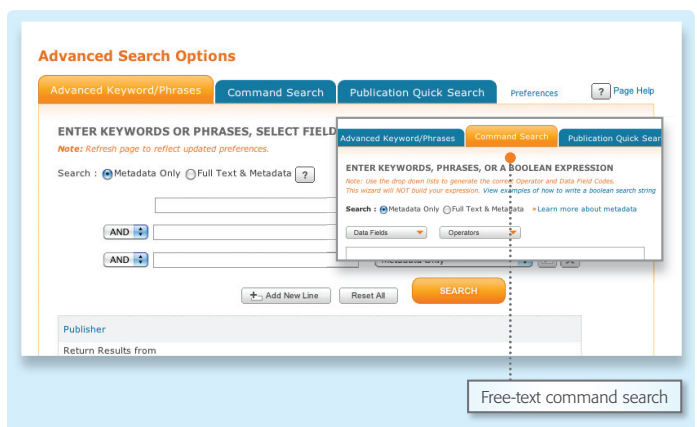 Advanced Search Options
Advanced Keyword/Phrases Command Search Publication Quick Search Preferences ? Page Help
ENTER KEYWORDS OR PHRASES, SELECT FIELD
Note: Refresh page to reflect updated preferences.
Search : Metadata Only Full Text & Metadata ?
AND
AND
Add New Line Reset All SEARCH
Publisher
Return Results from
Advanced Keyword/Phrases Command Search Publication Quick Sear
ENTER KEYWORDS, PHRASES, OR A BOOLEAN EXPRESSION
Note: Use the drop down lists to generate the correct Operator and Data Field Codes.
This wizard will NOT build your expression. View examples of how to write a boolean search string
Search : Metadata Only Full Text & Metadata Learn more about metadata
Data Fields Operators
Metadata Only
Free-text command search